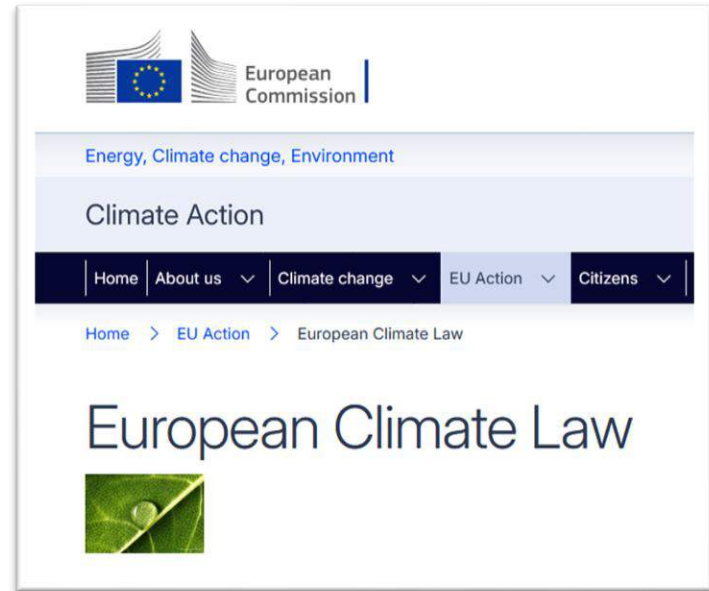 European
Commission
Energy, Climate change, Environment
Climate Action
Home About us Climate change EU Action Citizens
Home > EU Action > European Climate Law
European Climate Law